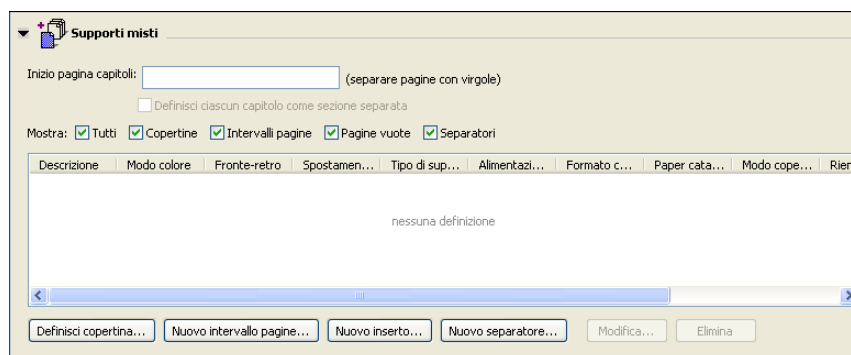 Supporti misti
Inizio pagina capitoli: (separare pagine con virgole)
Definisci ciascun capitolo come sezione separata
Mostra: Tutti Copertine Intervalli pagine Pagine vuote Separatori
Descrizione Modo colore Fronte-retro Spostamen... Tipo di sup... Alimentazi... Formato c... Paper cata... Modo cope... Rien
nessuna definizione
Definisci copertina... Nuovo intervallo pagine... Nuovo inserto... Nuovo separatore... Modifica... Elimina